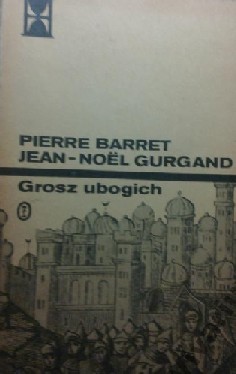 PIERRE BARRET
JEAN-NOËL GURGAND
Grosz ubogich